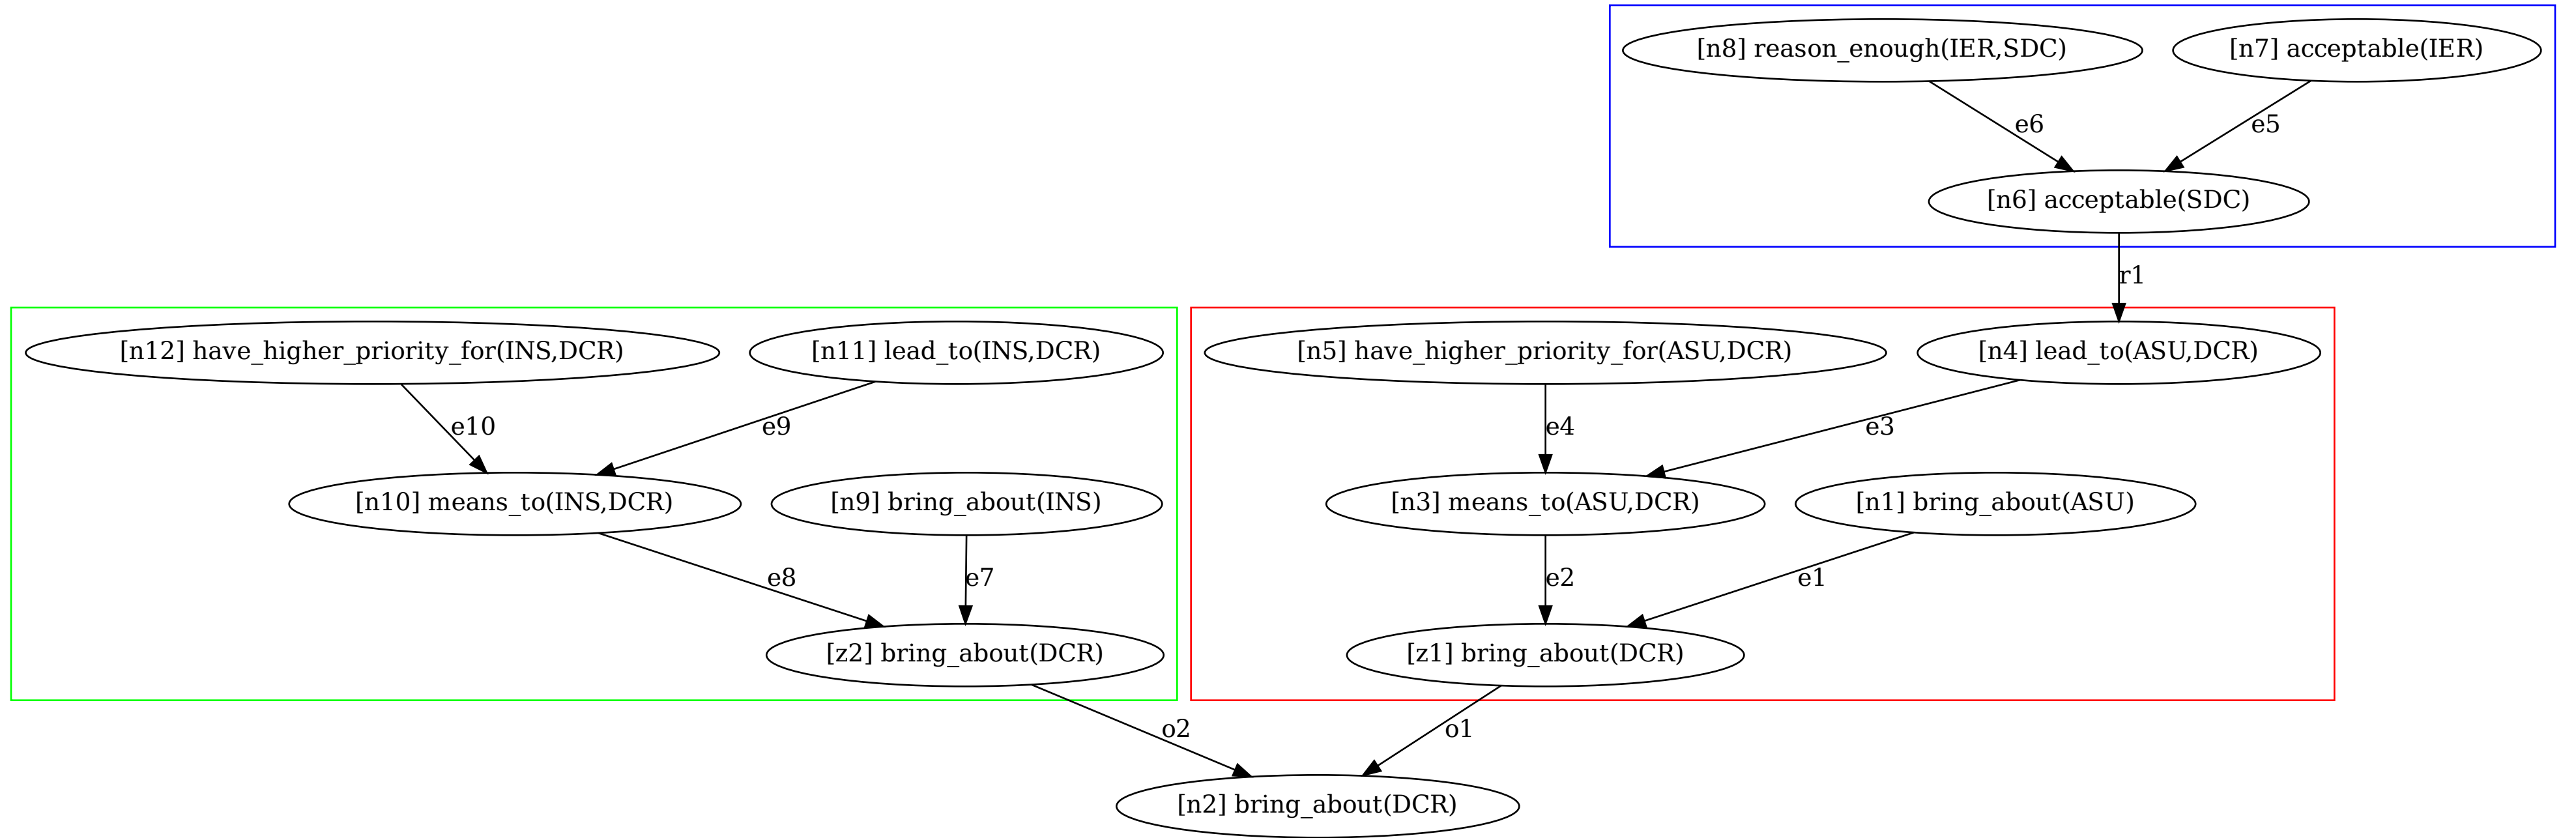 [n8] reason_enough(IER,SDC)
[n7] acceptable(IER)
e6
e5
[n6] acceptable(SDC)
r1
[n12] have_higher_priority_for(INS,DCR)
[n11] lead_to(INS,DCR)
[n5] have_higher_priority_for(ASU,DCR)
[n4] lead_to(ASU,DCR)
e10
e9
e4
e3
[n10] means_to(INS,DCR)
[n9] bring_about(INS)
[n3] means_to(ASU,DCR)
[n1] bring_about(ASU)
e8
e7
e2
e1
[z2] bring_about(DCR)
[z1] bring_about(DCR)
o2
o1
[n2] bring_about(DCR)